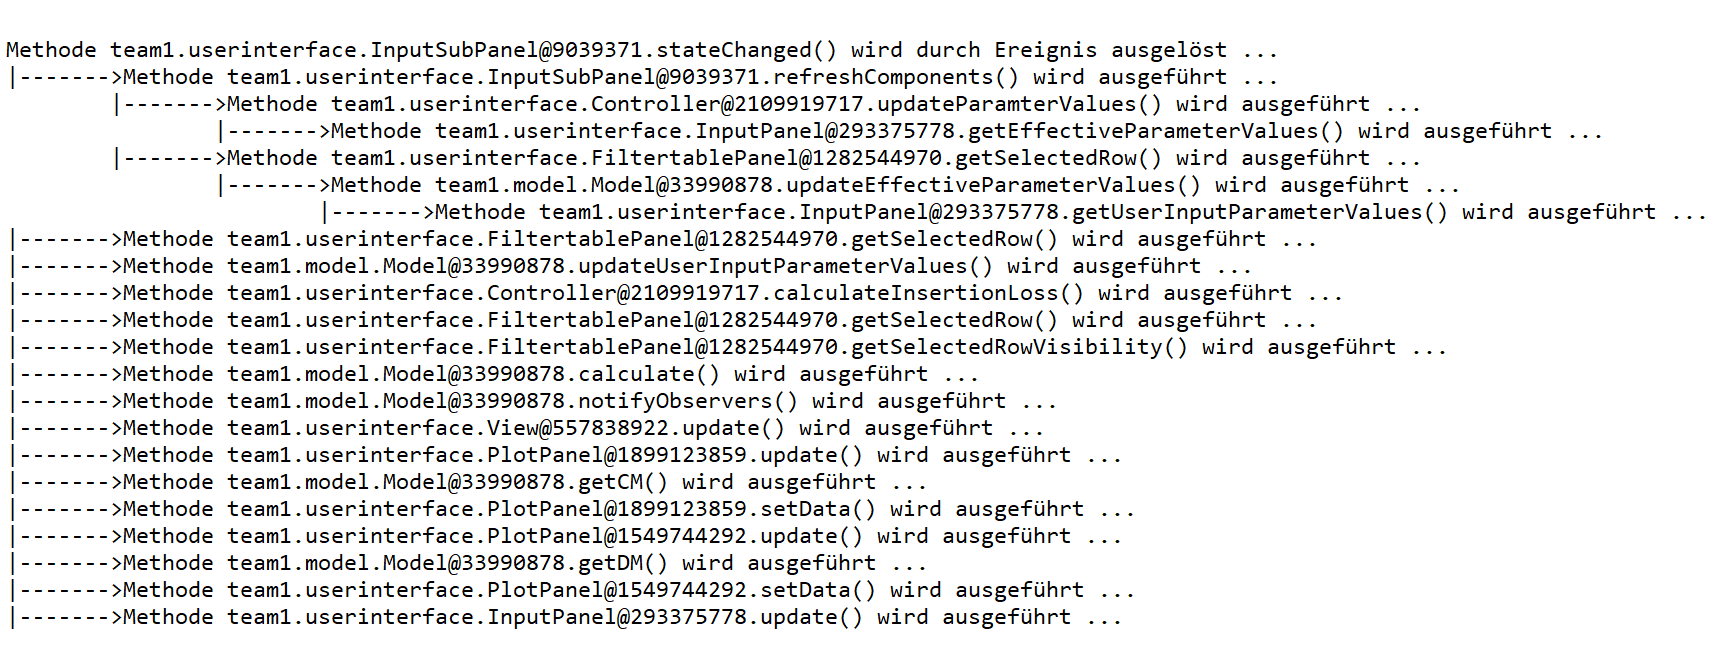 Methode team1.userinterface.InputSubPanel@9039371.stateChanged() wird durch Ereignis ausgelöst ...
|------->Methode team1.userinterface.InputSubPanel@9039371.refreshComponents() wird ausgeführt ...
        |------->Methode team1.userinterface.Controller@2109919717.updateParamterValues() wird ausgeführt ...
                |------->Methode team1.userinterface.InputPanel@293375778.getEffectiveParameterValues() wird ausgeführt ...
        |------->Methode team1.userinterface.FiltertablePanel@1282544970.getSelectedRow() wird ausgeführt ...
                |------->Methode team1.model.Model@33990878.updateEffectiveParameterValues() wird ausgeführt ...
                        |------->Methode team1.userinterface.InputPanel@293375778.getUserInputParameterValues() wird ausgeführt ...
|------->Methode team1.userinterface.FiltertablePanel@1282544970.getSelectedRow() wird ausgeführt ...
|------->Methode team1.model.Model@33990878.updateUserInputParameterValues() wird ausgeführt ...
|------->Methode team1.userinterface.Controller@2109919717.calculateInsertionLoss() wird ausgeführt ...
|------->Methode team1.userinterface.FiltertablePanel@1282544970.getSelectedRow() wird ausgeführt ...
|------->Methode team1.userinterface.FiltertablePanel@1282544970.getSelectedRowVisibility() wird ausgeführt ...
|------->Methode team1.model.Model@33990878.calculate() wird ausgeführt ...
|------->Methode team1.model.Model@33990878.notifyObservers() wird ausgeführt ...
|------->Methode team1.userinterface.View@557838922.update() wird ausgeführt ...
|------->Methode team1.userinterface.PlotPanel@1899123859.update() wird ausgeführt ...
|------->Methode team1.model.Model@33990878.getCM() wird ausgeführt ...
|------->Methode team1.userinterface.PlotPanel@1899123859.setData() wird ausgeführt ...
|------->Methode team1.userinterface.PlotPanel@1549744292.update() wird ausgeführt ...
|------->Methode team1.model.Model@33990878.getDM() wird ausgeführt ...
|------->Methode team1.userinterface.PlotPanel@1549744292.setData() wird ausgeführt ...
|------->Methode team1.userinterface.InputPanel@293375778.update() wird ausgeführt ...